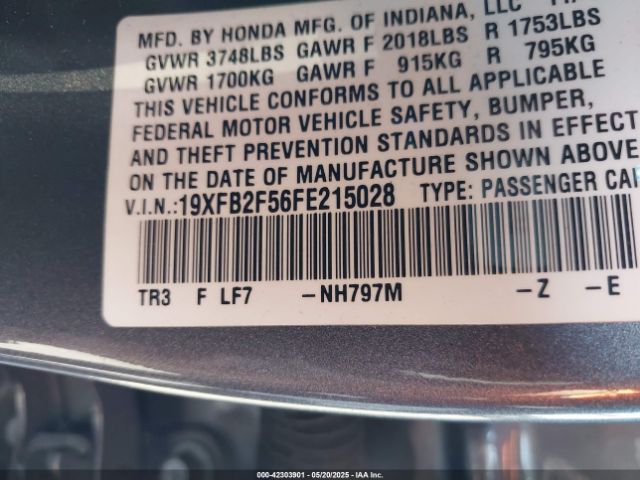 MFD. BY HONDA MFG. OF INDIANA, LLC
GVWR 3748LBS GAWR F 2018LBS R 1753LBS
GVWR 1700KG GAWR F 915KG R 795KG
THIS VEHICLE CONFORMS TO ALL APPLICABLE
FEDERAL MOTOR VEHICLE SAFETY, BUMPER,
AND THEFT PREVENTION STANDARDS IN EFFECT
ON THE DATE OF MANUFACTURE SHOWN ABOVE
V.I.N.:19XFB2F56FE215028 TYPE: PASSENGER CAR
TR3 F LF7 -NH797M -Z -E
000-42303901 - 05/20/2025 - IAA Inc.